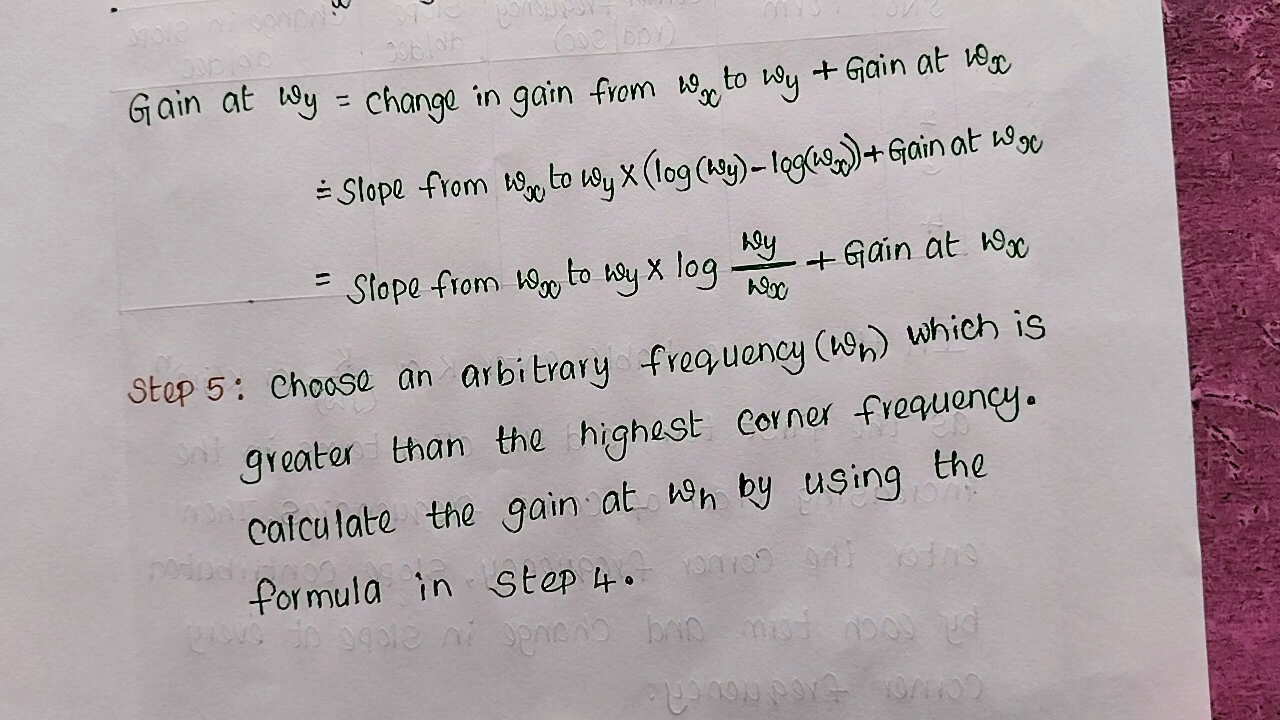 Gain at ωy = change in gain from ωx to ωy + Gain at ωx
= Slope from ωx to ωy × (log(ωy) - log(ωx)) + Gain at ωx
= Slope from ωx to ωy × log ωy/ωx + Gain at ωx
Step 5: Choose an arbitrary frequency (ωh) which is
greater than the highest corner frequency.
calculate the gain at ωh by using the
formula in Step 4.